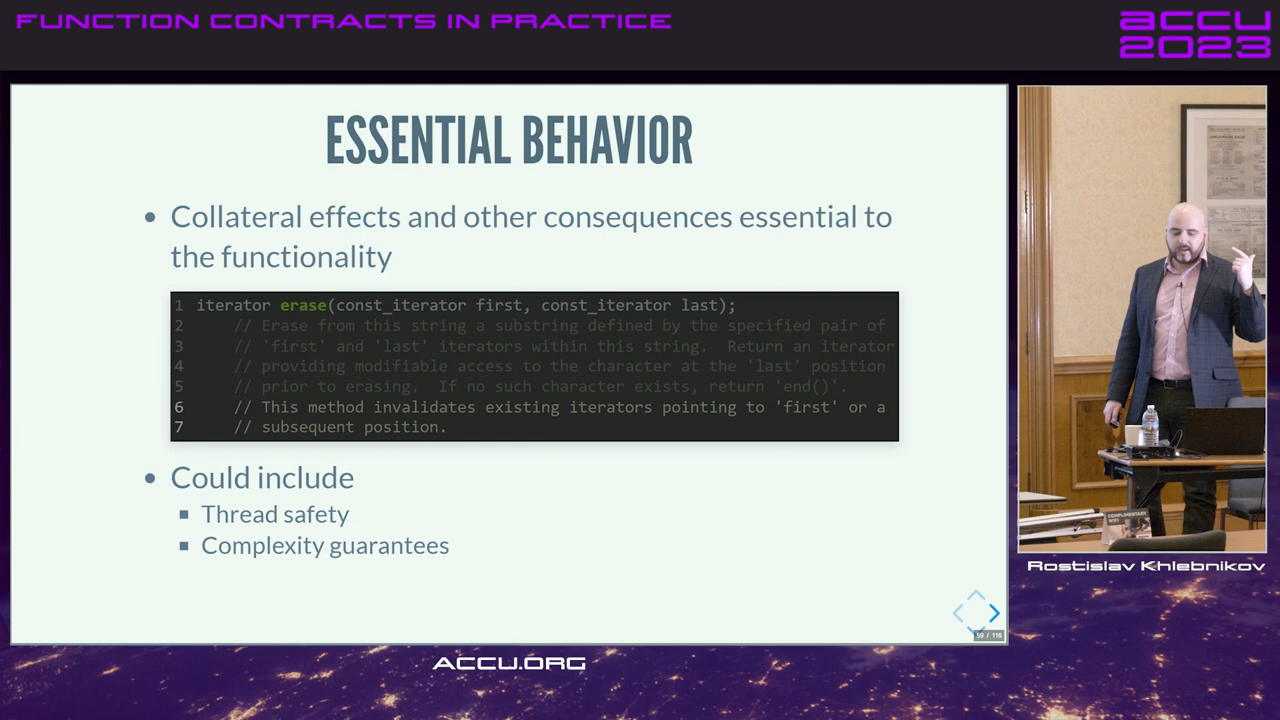 FUNCTION CONTRACTS IN PRACTICE
accu
2023
ESSENTIAL BEHAVIOR
• Collateral effects and other consequences essential to
the functionality
1 iterator erase(const_iterator first, const_iterator last);
2 // Erase from this string a substring defined by the specified pair of
3 // 'first' and 'last' iterators within this string. Return an iterator
4 // providing modifiable access to the character at the 'last' position
5 // prior to erasing. If no such character exists, return 'end()'.
6 // This method invalidates existing iterators pointing to 'first' or a
7 // subsequent position.
• Could include
▪ Thread safety
▪ Complexity guarantees
59 / 116
COMPLIMENTARY
WIFI
Rostislav Khlebnikov
ACCU.ORG